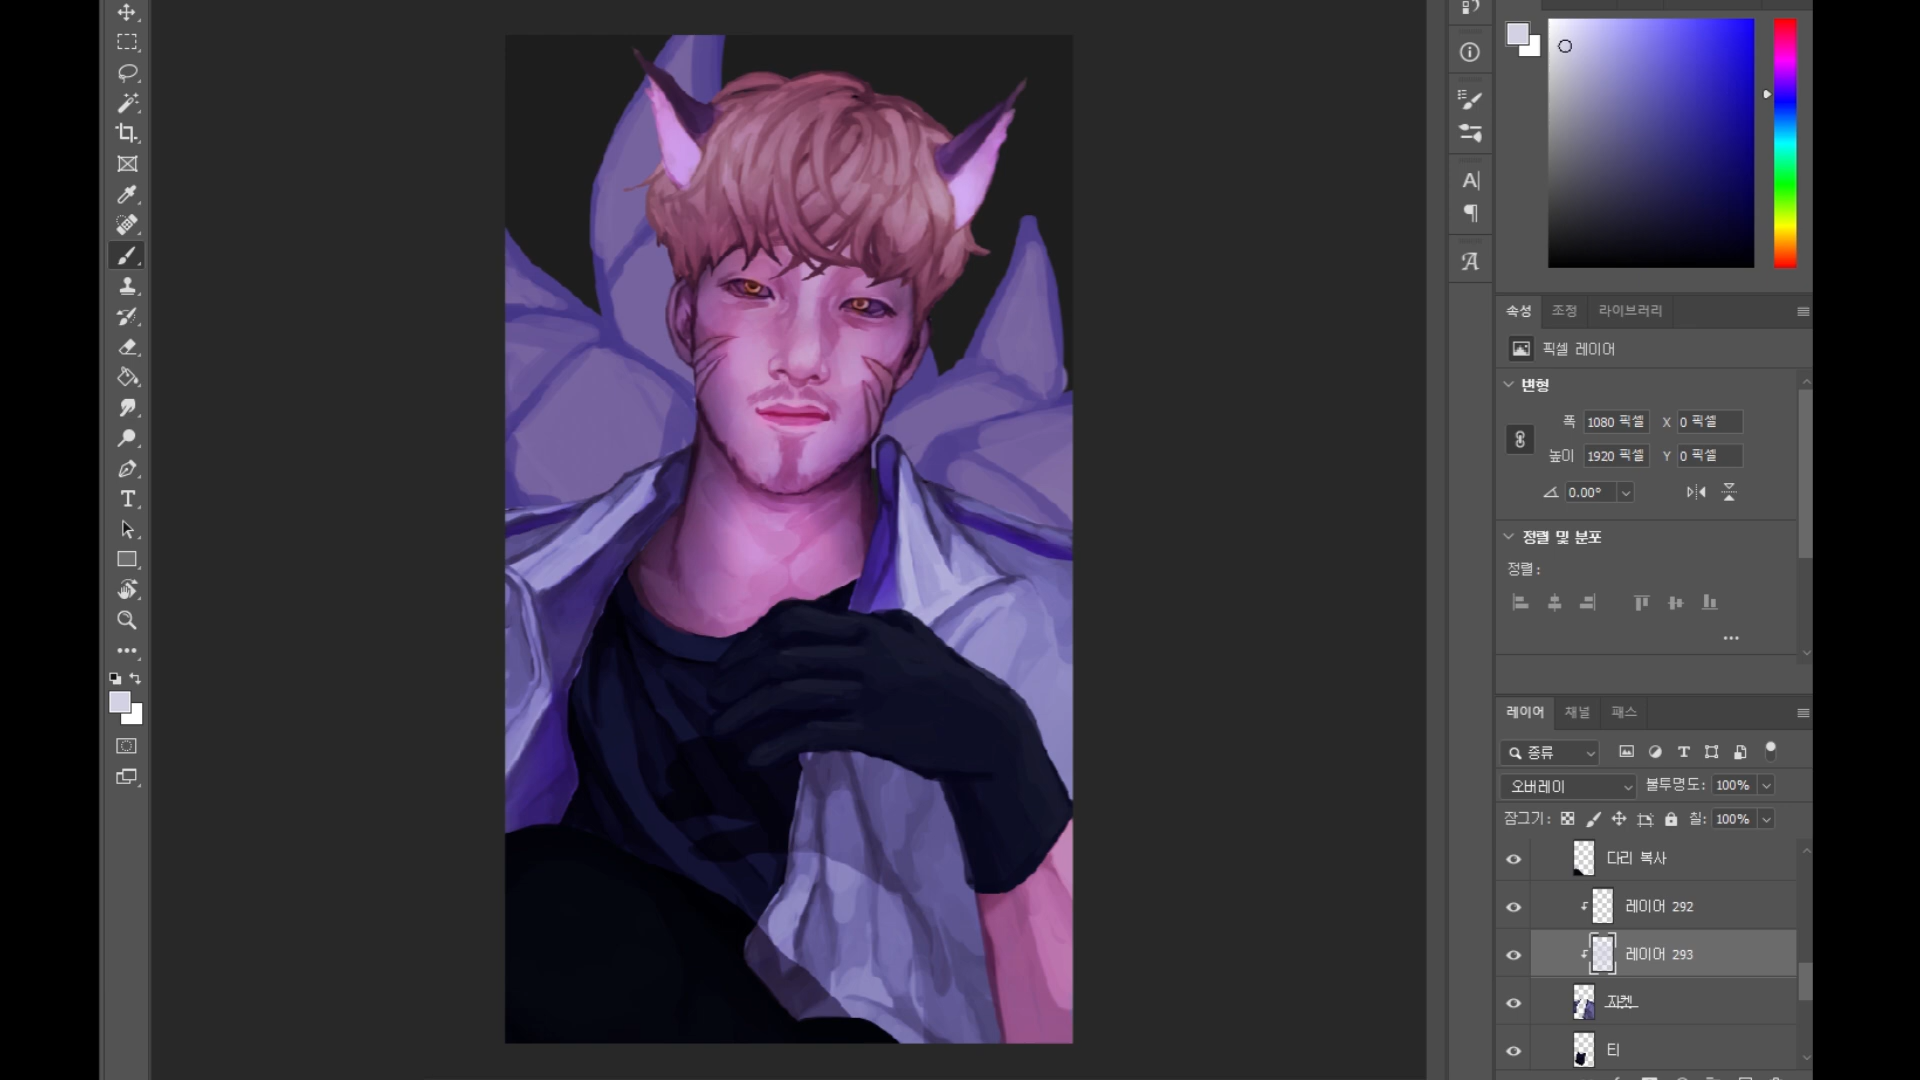 속성 조정 라이브러리
픽셀 레이어
변형
폭 1080 픽셀 X 0 픽셀
높이 1920 픽셀 Y 0 픽셀
0.00°
정렬 및 분포
정렬:
레이어 채널 패스
종류
오버레이 불투명도: 100%
잠그기: 칠: 100%
다리 복사
레이어 292
레이어 293
자켓
티